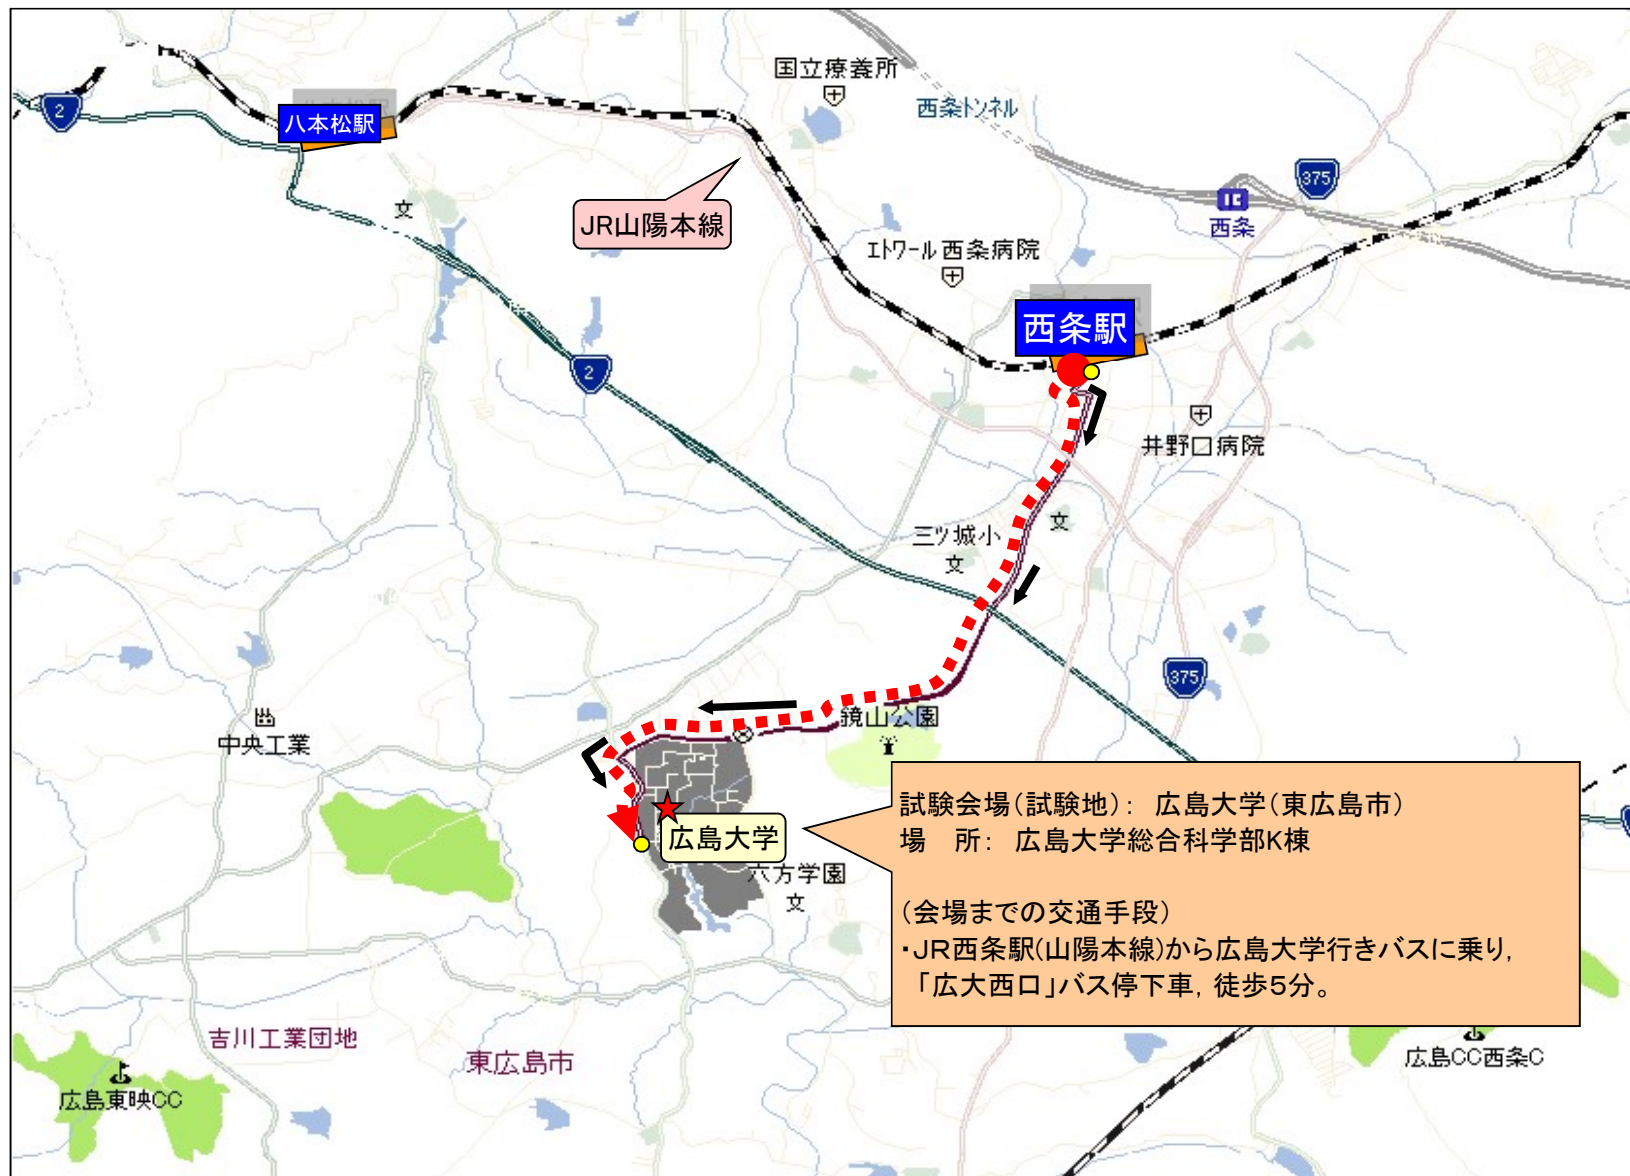 国立療養所
西条トンネル
2
八本松駅
375
西条
文
JR山陽本線
エトワール西条病院
西条駅
2
井野口病院
三ツ城小
文
文
375
鏡山公園
中央工業
試験会場(試験地): 広島大学(東広島市)
場 所: 広島大学総合科学部K棟
(会場までの交通手段)
・JR西条駅(山陽本線)から広島大学行きバスに乗り,
「広大西口」バス停下車, 徒歩5分。
広島大学
六方学園
文
吉川工業団地
東広島市
広島CC西条C
広島東映CC